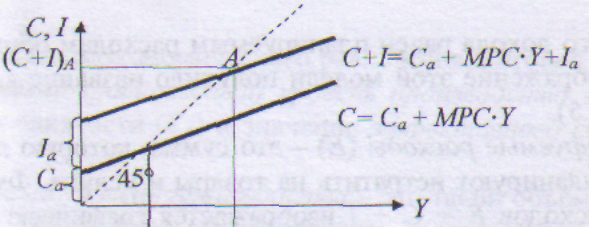 C, I
(C+I)A
A
C+I=Ca+MPC·Y+Ia
C=Ca+MPC·Y
Ia
Ca
45°
Y